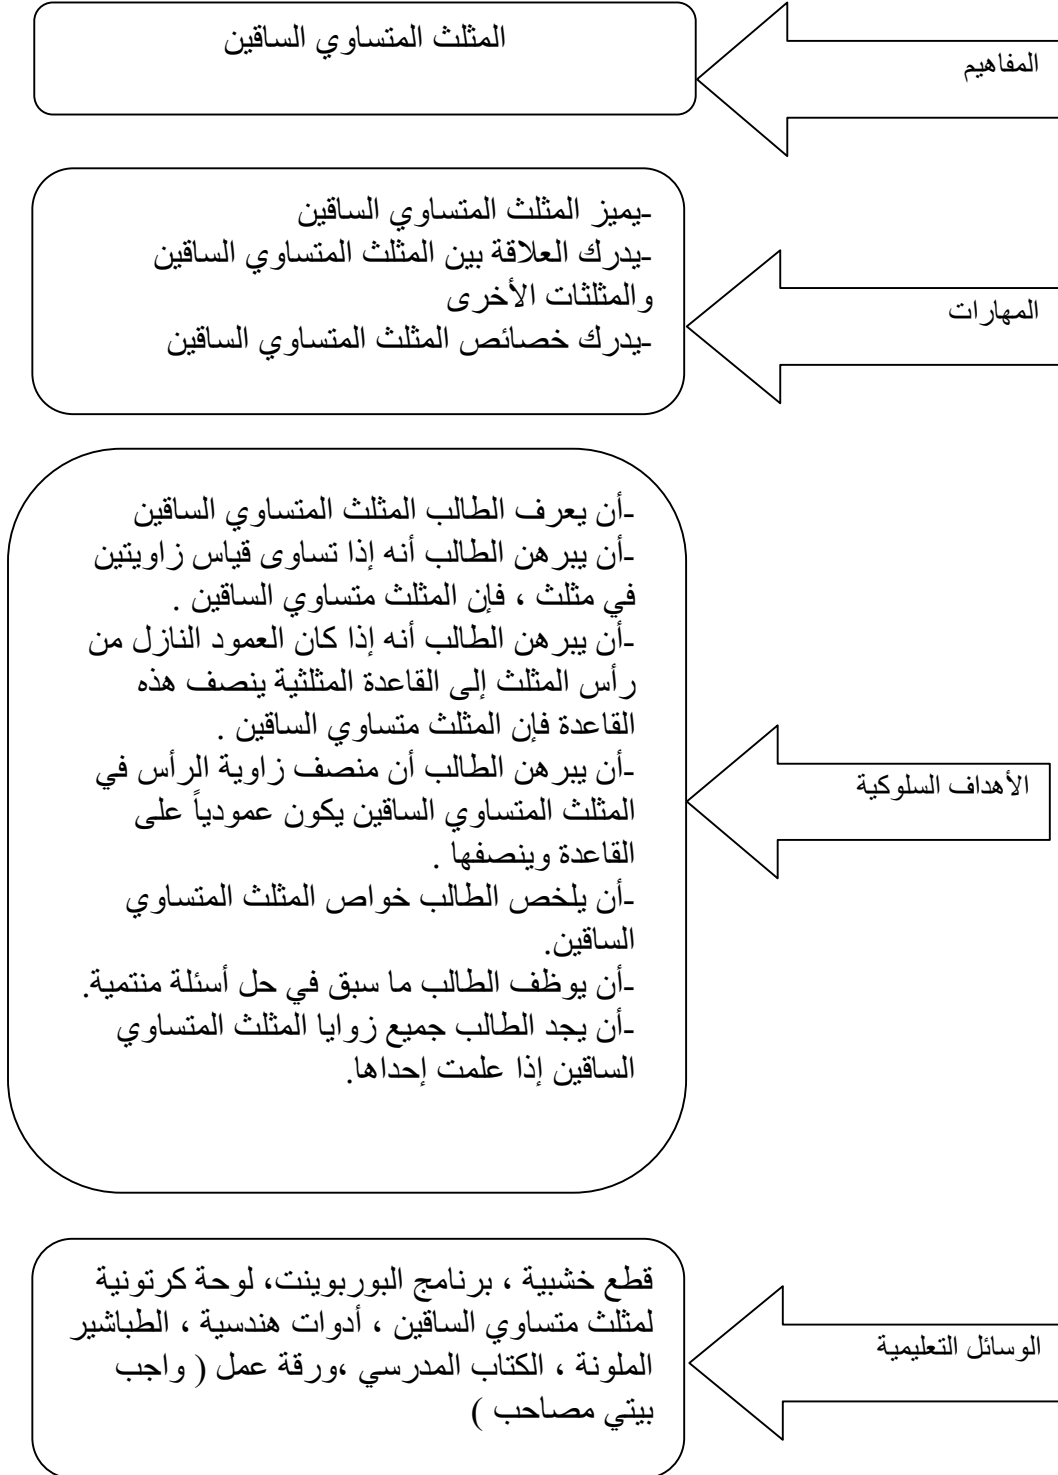 المفاهيم
المثلث المتساوي الساقين
المهارات
-يميز المثلث المتساوي الساقين
-يدرك العلاقة بين المثلث المتساوي الساقين
والمثلثات الأخرى
-يدرك خصائص المثلث المتساوي الساقين
الأهداف السلوكية
-أن يعرف الطالب المثلث المتساوي الساقين
-أن يبرهن الطالب أنه إذا تساوى قياس زاويتين
في مثلث ، فإن المثلث متساوي الساقين .
-أن يبرهن الطالب أنه إذا كان العمود النازل من
رأس المثلث إلى القاعدة المثلثية ينصف هذه
القاعدة فإن المثلث متساوي الساقين .
-أن يبرهن الطالب أن منصف زاوية الرأس في
المثلث المتساوي الساقين يكون عمودياً على
القاعدة وينصفها .
-أن يلخص الطالب خواص المثلث المتساوي
الساقين.
-أن يوظف الطالب ما سبق في حل أسئلة منتمية.
-أن يجد الطالب جميع زوايا المثلث المتساوي
الساقين إذا علمت إحداها.
الوسائل التعليمية
قطع خشبية ، برنامج البوربوينت، لوحة كرتونية
لمثلث متساوي الساقين ، أدوات هندسية ، الطباشير
الملونة ، الكتاب المدرسي ،ورقة عمل ( واجب
بيتي مصاحب )